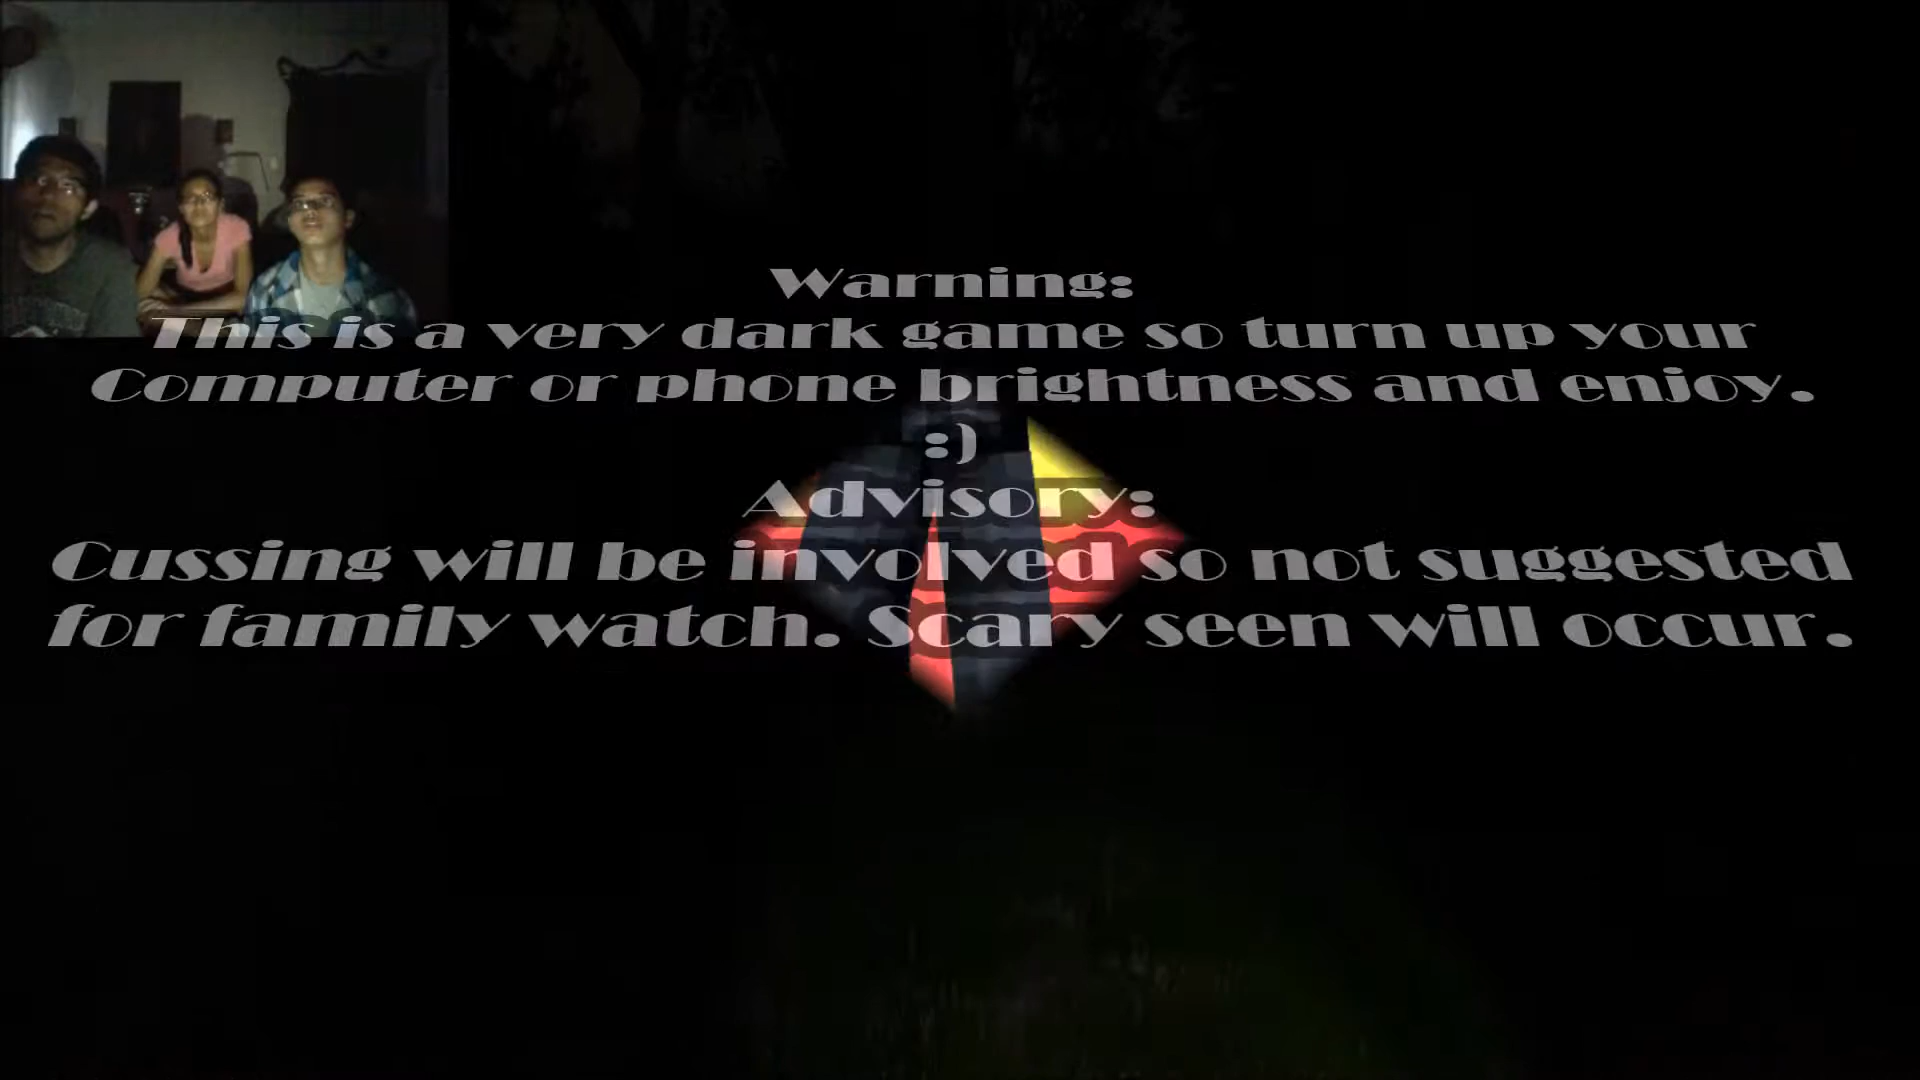 Warning:
This is a very dark game so turn up your
Computer or phone brightness and enjoy.
:)
Advisory:
Cussing will be involved so not suggested
for family watch. Scary seen will occur.